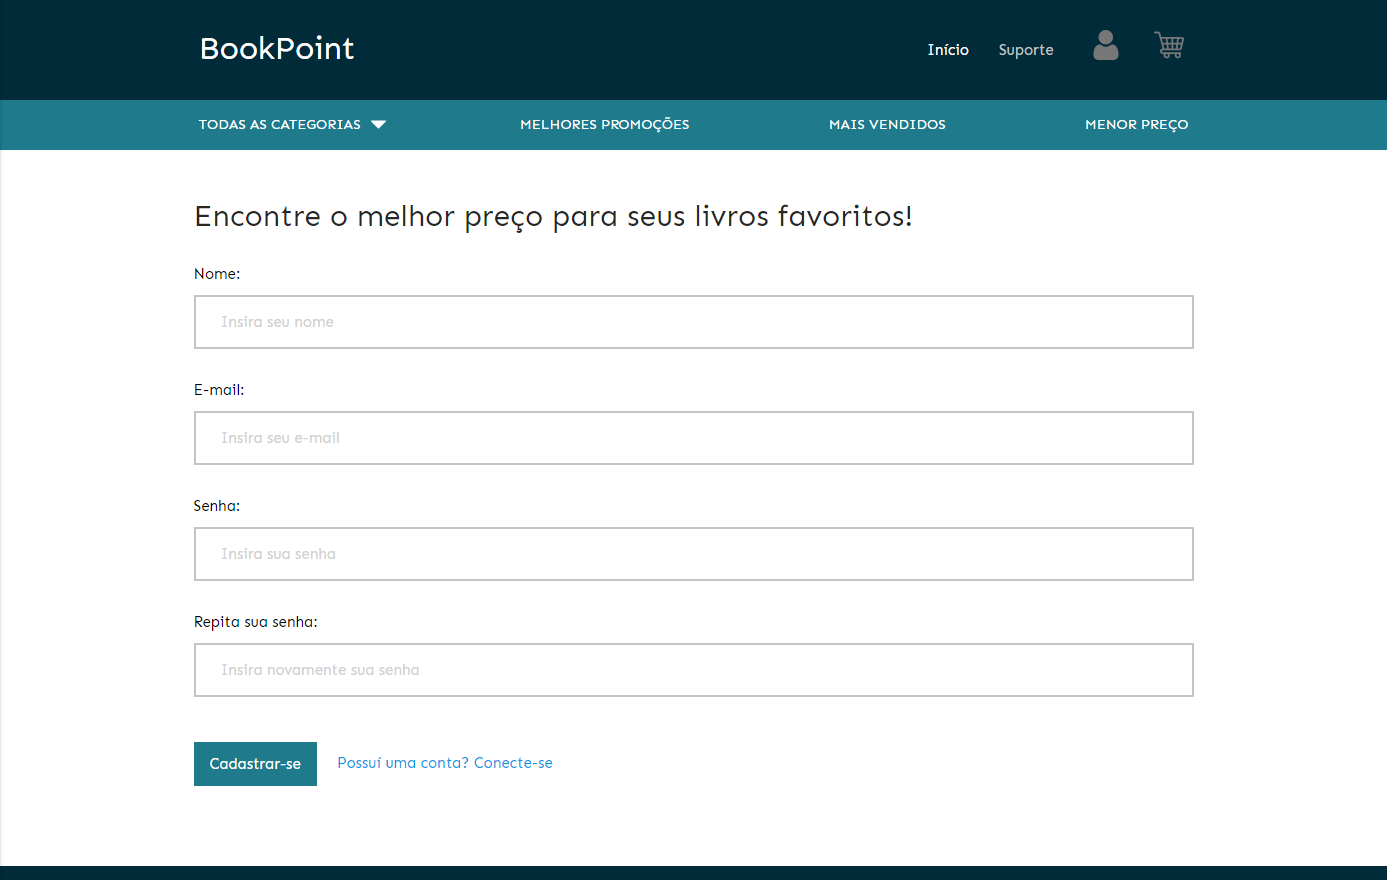 BookPoint
Início Suporte
TODAS AS CATEGORIAS MELHORES PROMOÇÕES MAIS VENDIDOS MENOR PREÇO
Encontre o melhor preço para seus livros favoritos!
Nome:
Insira seu nome
E-mail:
Insira seu e-mail
Senha:
Insira sua senha
Repita sua senha:
Insira novamente sua senha
Cadastrar-se Possuí uma conta? Conecte-se